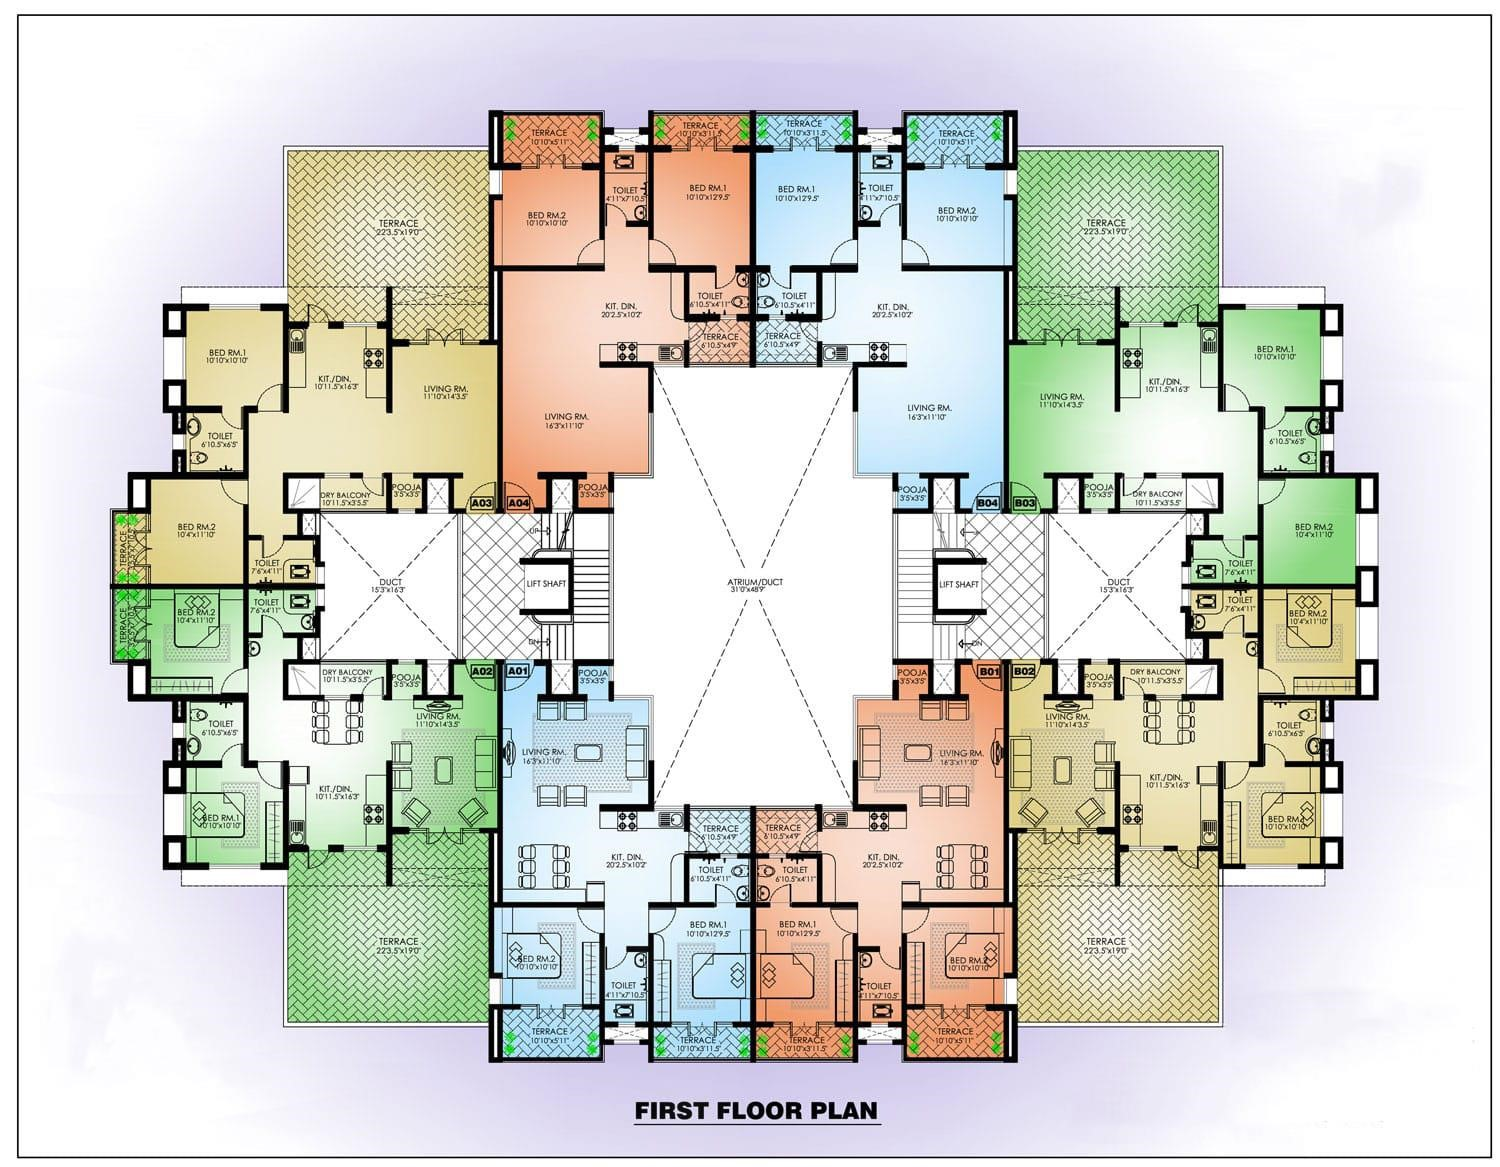 TERRACE
10'10"x5'11"
TERRACE
10'10"x3'11.5"
TERRACE
10'10"x3'11.5"
TERRACE
10'10"x5'11"
TOILET
4'11"x7'10.5"
BED RM.1
10'10"x12'9.5"
BED RM.1
10'10"x12'9.5"
TOILET
4'11"x7'10.5"
BED RM.2
10'10"x10'10"
BED RM.2
10'10"x10'10"
TERRACE
22'3.5"x19'0"
TERRACE
22'3.5"x19'0"
TOILET
6'10.5"x4'11"
TOILET
6'10.5"x4'11"
KIT. DIN.
20'2.5"x10'2"
KIT. DIN.
20'2.5"x10'2"
TERRACE
6'10.5"x4'9"
TERRACE
6'10.5"x4'9"
BED RM.1
10'10"x10'10"
KIT./DIN.
10'11.5"x16'3"
LIVING RM.
11'10"x14'3.5"
LIVING RM.
16'3"x11'10"
LIVING RM.
16'3"x11'10"
LIVING RM.
11'10"x14'3.5"
KIT./DIN.
10'11.5"x16'3"
BED RM.1
10'10"x10'10"
TOILET
6'10.5"x6'5"
TOILET
6'10.5"x6'5"
DRY BALCONY
10'11.5"x3'5.5"
POOJA
3'5"x3'5"
A03
A04
POOJA
3'5"x3'5"
POOJA
3'5"x3'5"
B04
B03
POOJA
3'5"x3'5"
DRY BALCONY
10'11.5"x3'5.5"
TERRACE
BED RM.2
10'4"x11'10"
UP
BED RM.2
10'4"x11'10"
TOILET
7'6"x4'11"
TOILET
7'6"x4'11"
DUCT
15'3"x16'3"
LIFT SHAFT
ATRIUM/DUCT
31'0"x48'9"
LIFT SHAFT
DUCT
15'3"x16'3"
TERRACE
BED RM.2
10'4"x11'10"
TOILET
7'6"x4'11"
TOILET
7'6"x4'11"
BED RM.2
10'4"x11'10"
DN
DN
DRY BALCONY
10'11.5"x3'5.5"
POOJA
3'5"x3'5"
A02
A01
POOJA
3'5"x3'5"
POOJA
3'5"x3'5"
B01
B02
POOJA
3'5"x3'5"
DRY BALCONY
10'11.5"x3'5.5"
TOILET
6'10.5"x6'5"
LIVING RM.
11'10"x14'3.5"
LIVING RM.
16'3"x11'10"
LIVING RM.
16'3"x11'10"
LIVING RM.
11'10"x14'3.5"
TOILET
6'10.5"x6'5"
KIT./DIN.
10'11.5"x16'3"
KIT./DIN.
10'11.5"x16'3"
BED RM.1
10'10"x10'10"
BED RM.
10'10"x10'10"
TERRACE
6'10.5"x4'9"
TERRACE
6'10.5"x4'9"
KIT. DIN.
20'2.5"x10'2"
KIT. DIN.
20'2.5"x10'2"
TOILET
6'10.5"x4'11"
TOILET
6'10.5"x4'11"
TERRACE
22'3.5"x19'0"
BED RM.1
10'10"x12'9.5"
BED RM.1
10'10"x12'9.5"
TERRACE
22'3.5"x19'0"
BED RM.2
10'10"x10'10"
BED RM.2
10'10"x10'10"
TOILET
4'11"x7'10.5"
TOILET
4'11"x7'10.5"
TERRACE
10'10"x5'11"
TERRACE
10'10"x3'11.5"
TERRACE
10'10"x3'11.5"
TERRACE
10'10"x5'11"
FIRST FLOOR PLAN